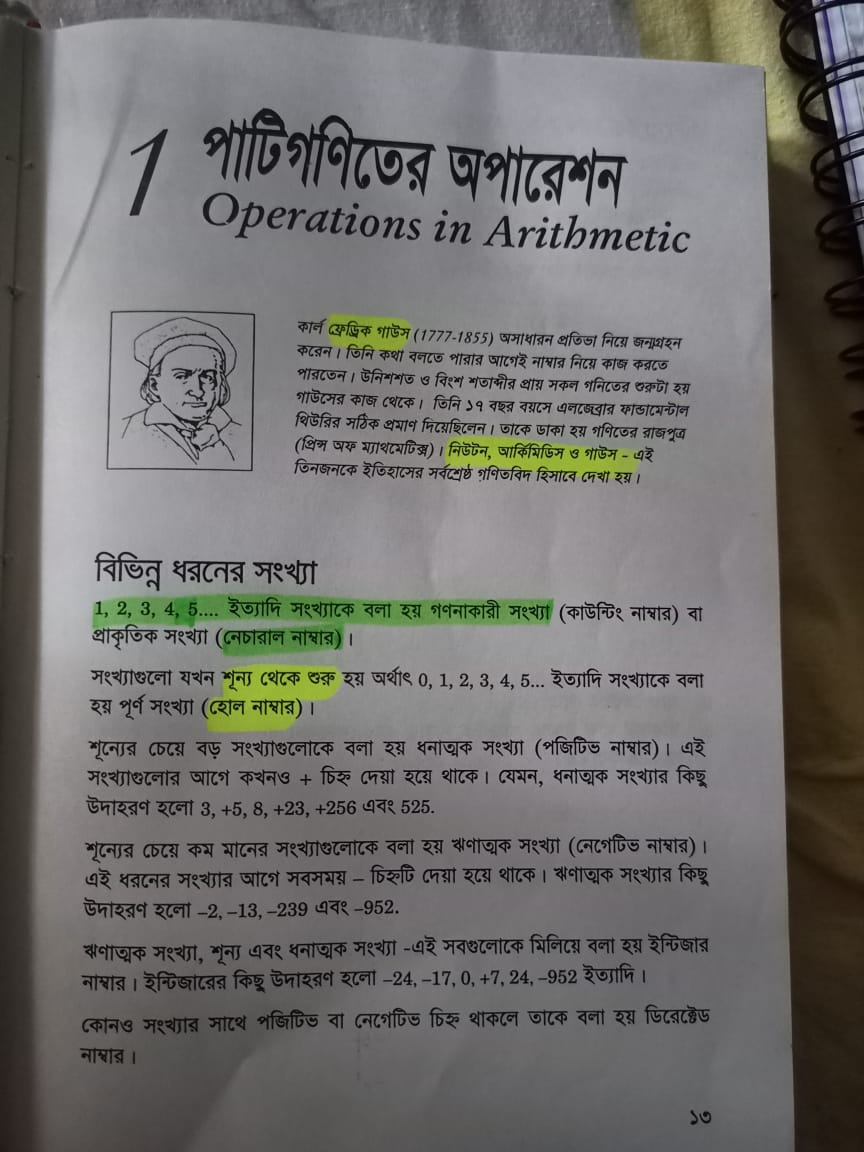 1 পাটিগণিতের অপারেশন
Operations in Arithmetic
কার্ল ফ্রেড্রিক গাউস (1777-1855) অসাধারন প্রতিভা নিয়ে জন্মগ্রহন
করেন। তিনি কথা বলতে পারার আগেই নাম্বার নিয়ে কাজ করতে
পারতেন। উনিশশত ও বিংশ শতাব্দীর প্রায় সকল গনিতের শুরুটা হয়
গাউসের কাজ থেকে। তিনি ১৭ বছর বয়সে এলজেব্রার ফান্ডামেন্টাল
থিউরির সঠিক প্রমাণ দিয়েছিলেন। তাকে ডাকা হয় গণিতের রাজপুত্র
(প্রিন্স অফ ম্যাথমেটিক্স)। নিউটন, আর্কিমিডিস ও গাউস - এই
তিনজনকে ইতিহাসের সর্বশ্রেষ্ঠ গণিতবিদ হিসাবে দেখা হয়।
বিভিন্ন ধরনের সংখ্যা
1, 2, 3, 4, 5.... ইত্যাদি সংখ্যাকে বলা হয় গণনাকারী সংখ্যা (কাউন্টিং নাম্বার) বা
প্রাকৃতিক সংখ্যা (নেচারাল নাম্বার)।
সংখ্যাগুলো যখন শূন্য থেকে শুরু হয় অর্থাৎ 0, 1, 2, 3, 4, 5... ইত্যাদি সংখ্যাকে বলা
হয় পূর্ণ সংখ্যা (হোল নাম্বার)।
শূন্যের চেয়ে বড় সংখ্যাগুলোকে বলা হয় ধনাত্মক সংখ্যা (পজিটিভ নাম্বার)। এই
সংখ্যাগুলোর আগে কখনও + চিহ্ন দেয়া হয়ে থাকে। যেমন, ধনাত্মক সংখ্যার কিছু
উদাহরণ হলো 3, +5, 8, +23, +256 এবং 525.
শূন্যের চেয়ে কম মানের সংখ্যাগুলোকে বলা হয় ঋণাত্মক সংখ্যা (নেগেটিভ নাম্বার)।
এই ধরনের সংখ্যার আগে সবসময় – চিহ্নটি দেয়া হয়ে থাকে। ঋণাত্মক সংখ্যার কিছু
উদাহরণ হলো –2, –13, –239 এবং –952.
ঋণাত্মক সংখ্যা, শূন্য এবং ধনাত্মক সংখ্যা -এই সবগুলোকে মিলিয়ে বলা হয় ইন্টিজার
নাম্বার। ইন্টিজারের কিছু উদাহরণ হলো –24, –17, 0, +7, 24, –952 ইত্যাদি।
কোনও সংখ্যার সাথে পজিটিভ বা নেগেটিভ চিহ্ন থাকলে তাকে বলা হয় ডিরেক্টেড
নাম্বার।
১৩